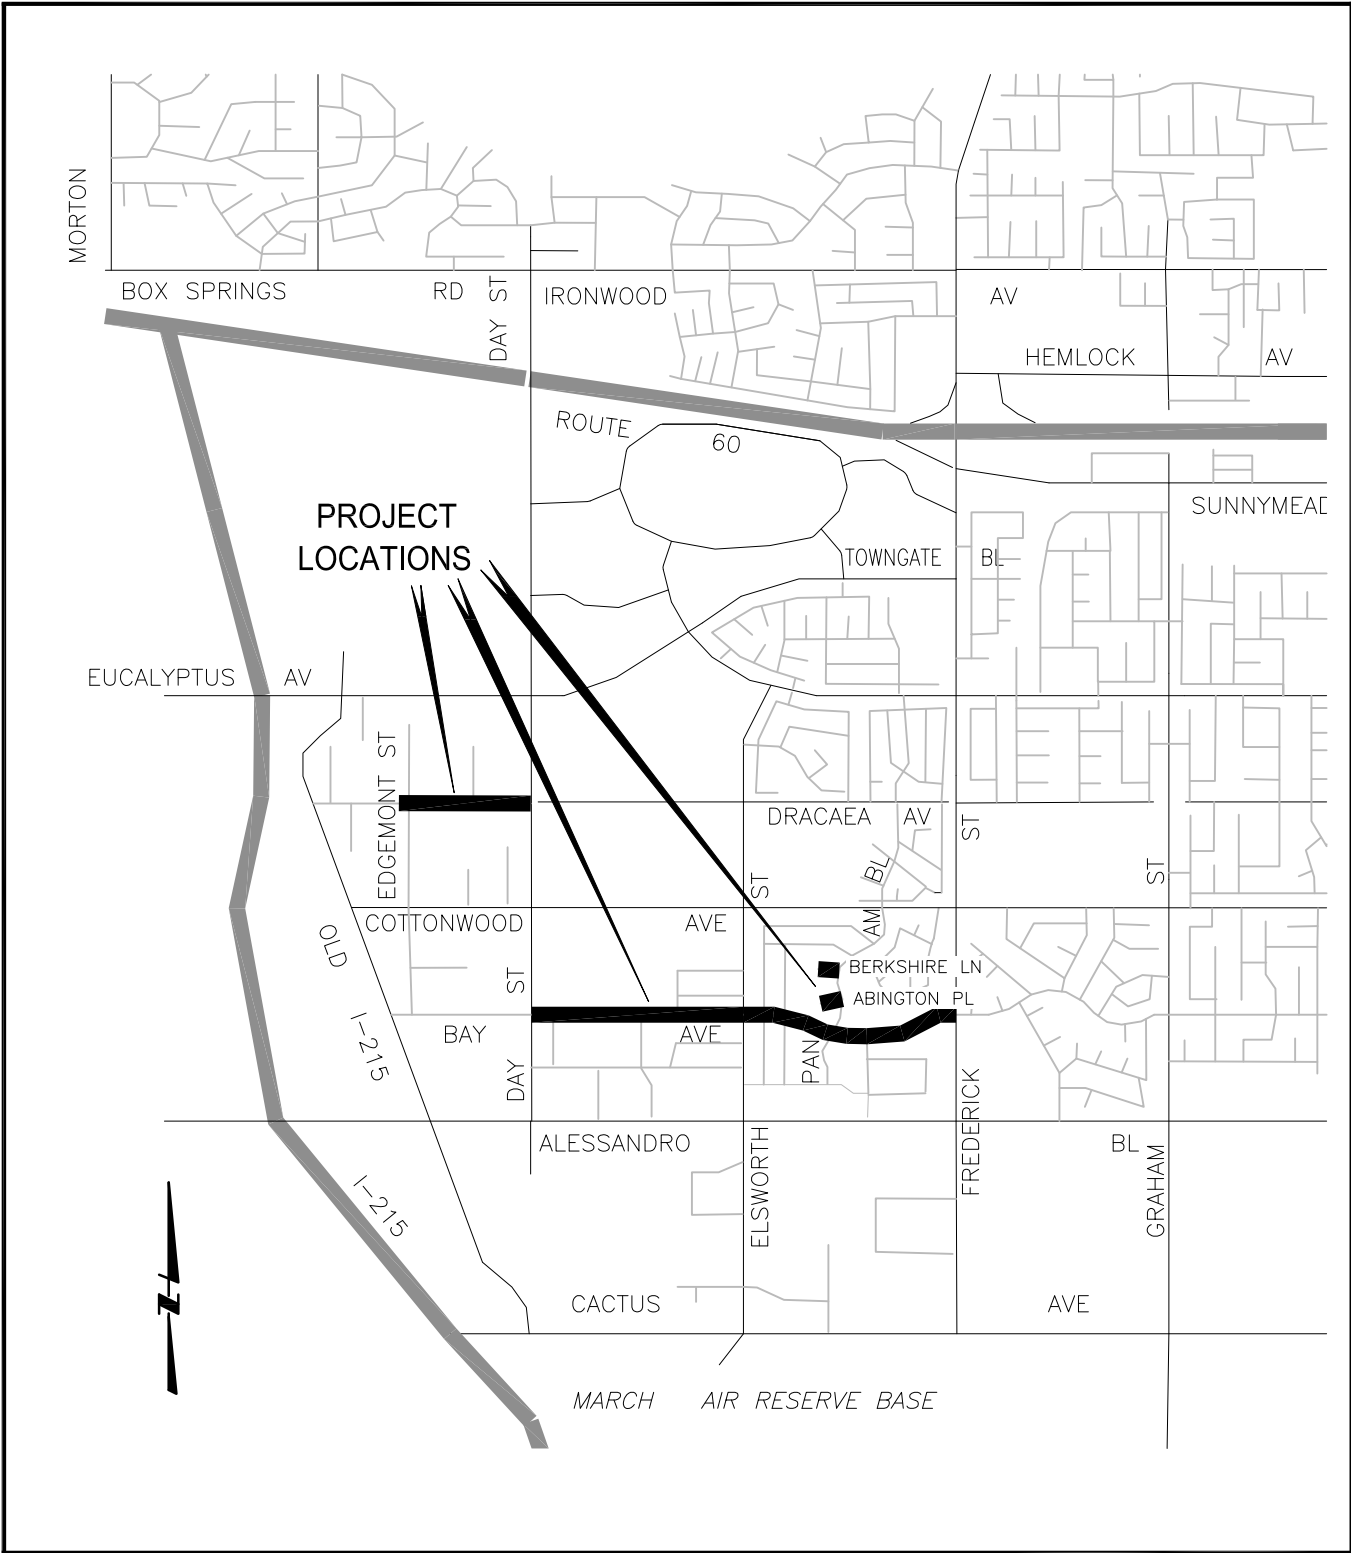 MORTON
BOX SPRINGS RD
DAY ST
IRONWOOD AV
HEMLOCK AV
ROUTE 60
SUNNYMEAD
PROJECT
LOCATIONS
TOWNGATE BL
EUCALYPTUS AV
EDGEMONT ST
DRACAEA AV
ST
ST
ST
BL
AM
COTTONWOOD AVE
OLD
I-215
BERKSHIRE LN
ABINGTON PL
ST
DAY
BAY AVE
PAN
ALESSANDRO BL
ELSWORTH
FREDERICK
GRAHAM
I-215
CACTUS AVE
MARCH AIR RESERVE BASE